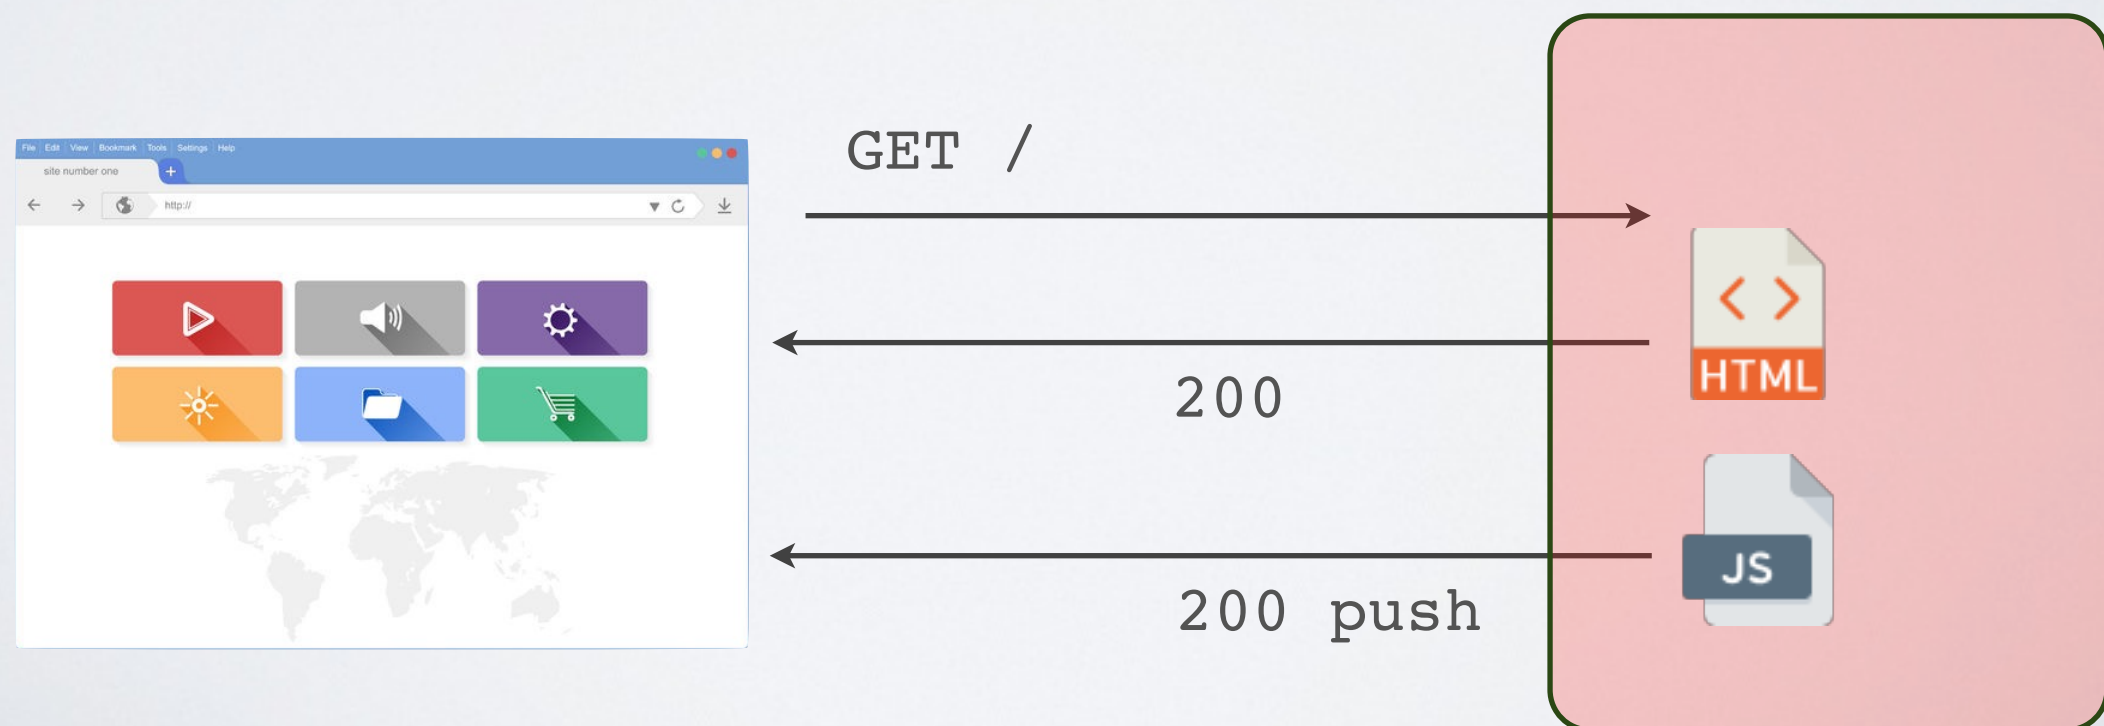 File Edit View Bookmark Tools Settings Help
site number one
+
http://
GET /
200
HTML
JS
200 push